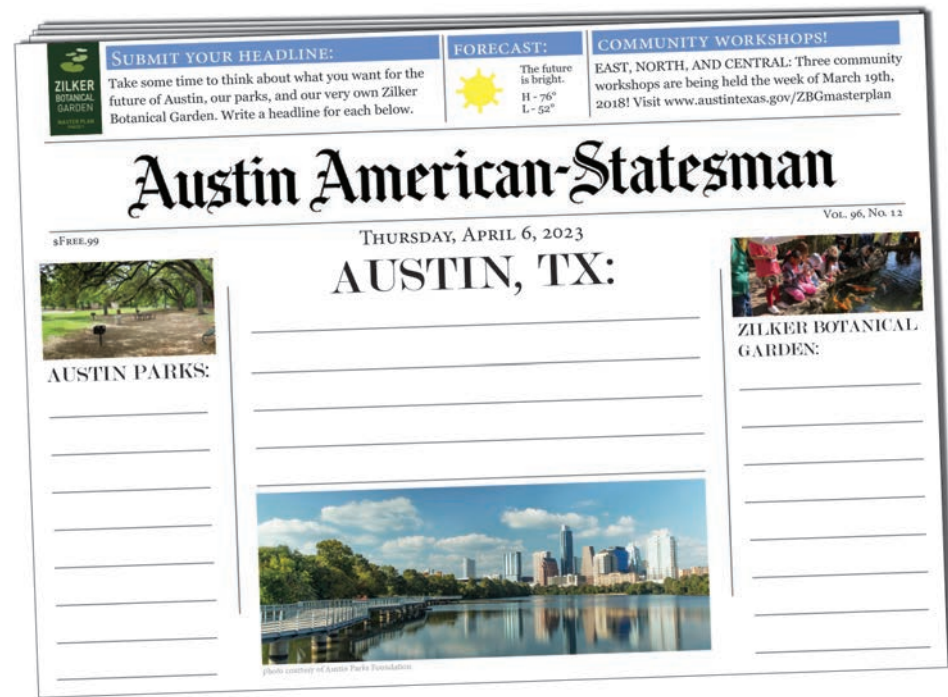 ZILKER
BOTANICAL
GARDEN
MASTER PLAN
SUBMIT YOUR HEADLINE:
Take some time to think about what you want for the
future of Austin, our parks, and our very own Zilker
Botanical Garden. Write a headline for each below.
FORECAST:
The future
is bright.
H - 76°
L - 52°
COMMUNITY WORKSHOPS!
EAST, NORTH, AND CENTRAL: Three community
workshops are being held the week of March 19th,
2018! Visit www.austintexas.gov/ZBGmasterplan
Austin American-Statesman
$FREE.99
THURSDAY, APRIL 6, 2023
VOL. 96, NO. 12
AUSTIN PARKS:
AUSTIN, TX:
ZILKER BOTANICAL
GARDEN:
photo courtesy of Austin Parks Foundation